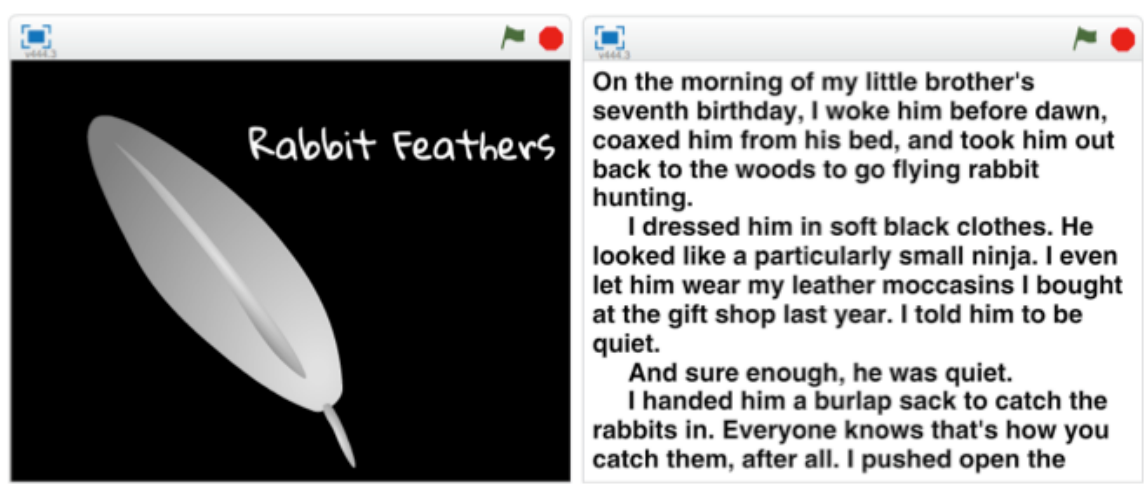 v444.3
Rabbit Feathers
v444.3
On the morning of my little brother's
seventh birthday, I woke him before dawn,
coaxed him from his bed, and took him out
back to the woods to go flying rabbit
hunting.
I dressed him in soft black clothes. He
looked like a particularly small ninja. I even
let him wear my leather moccasins I bought
at the gift shop last year. I told him to be
quiet.
And sure enough, he was quiet.
I handed him a burlap sack to catch the
rabbits in. Everyone knows that's how you
catch them, after all. I pushed open the